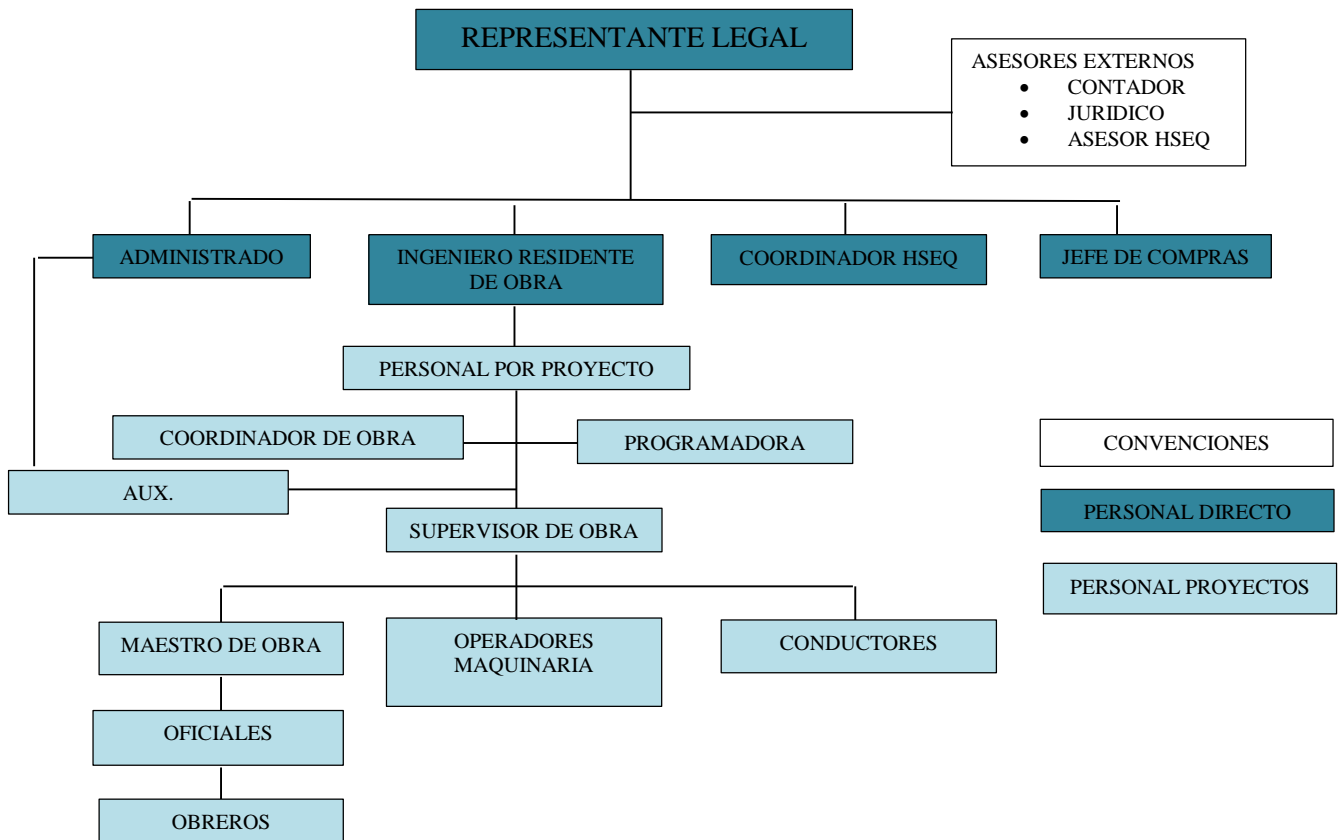 REPRESENTANTE LEGAL
ASESORES EXTERNOS
• CONTADOR
• JURIDICO
• ASESOR HSEQ
ADMINISTRADO
INGENIERO RESIDENTE
DE OBRA
COORDINADOR HSEQ
JEFE DE COMPRAS
PERSONAL POR PROYECTO
COORDINADOR DE OBRA
PROGRAMADORA
AUX.
SUPERVISOR DE OBRA
MAESTRO DE OBRA
OPERADORES
MAQUINARIA
CONDUCTORES
OFICIALES
OBREROS
CONVENCIONES
PERSONAL DIRECTO
PERSONAL PROYECTOS